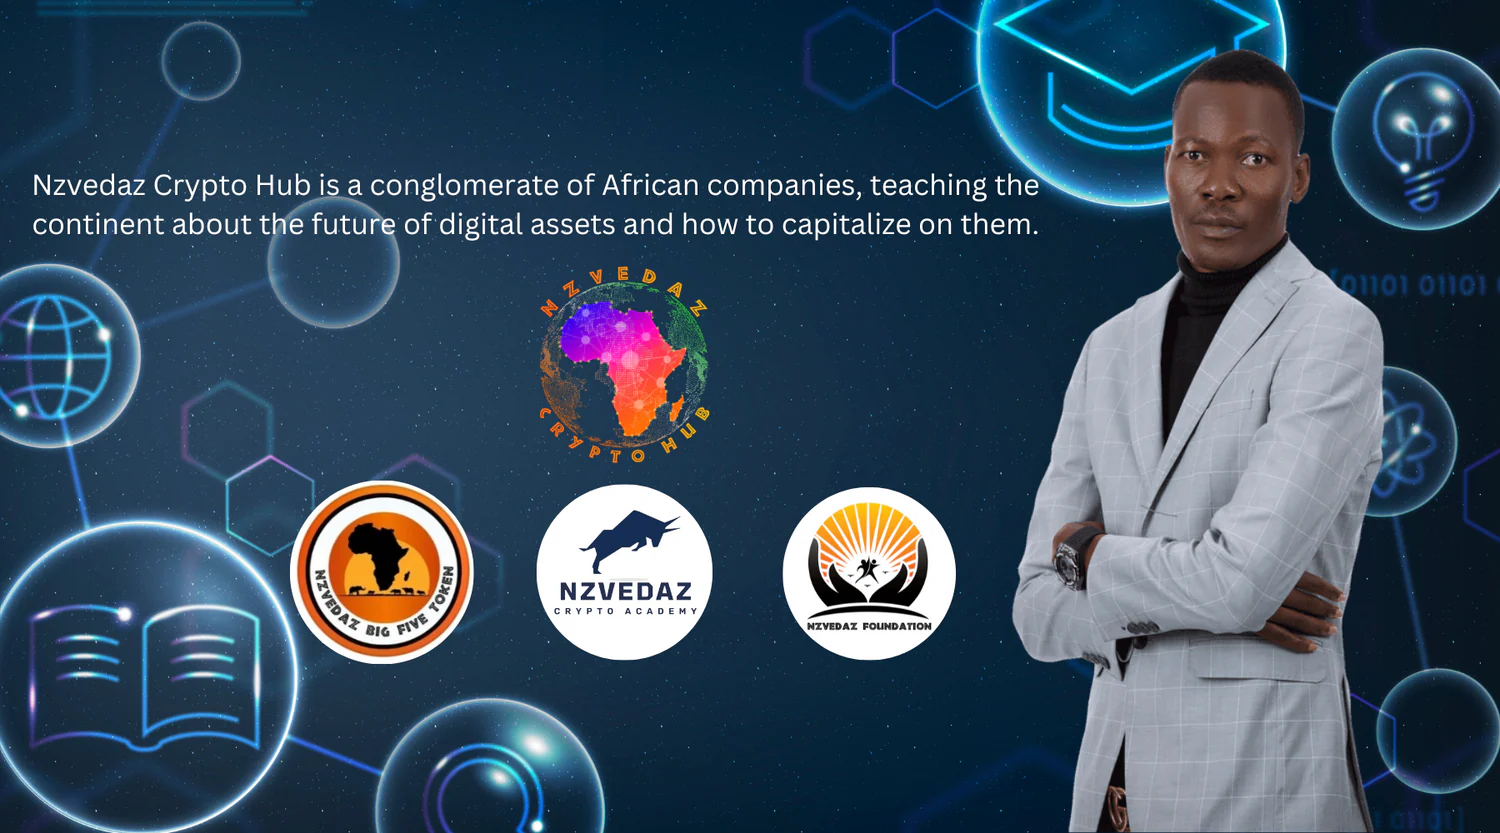 Nzvedaz Crypto Hub is a conglomerate of African companies, teaching the
continent about the future of digital assets and how to capitalize on them.
NZVEDAZ
CRYPTO HUB
NZVEDAZ BIG FIVE TOKEN
NZVEDAZ
CRYPTO ACADEMY
NZVEDAZ FOUNDATION
01101 01101